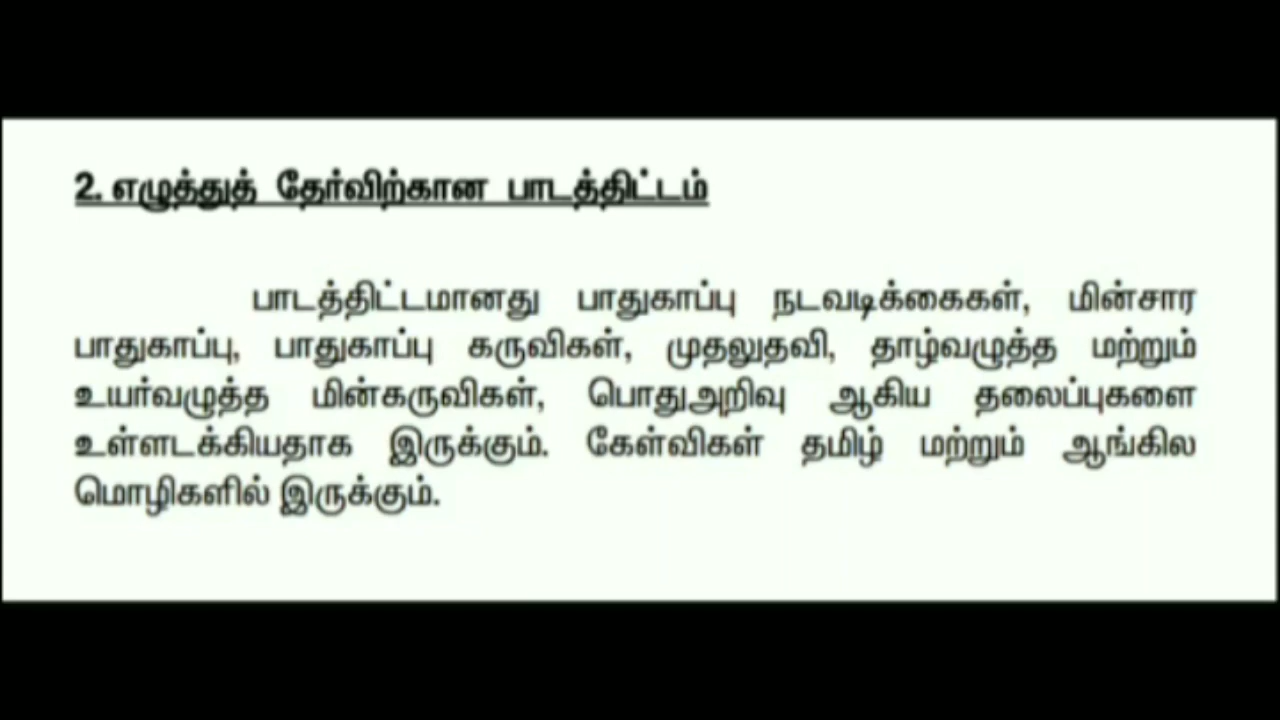 2. எழுத்துத் தேர்விற்கான பாடத்திட்டம்
பாடத்திட்டமானது பாதுகாப்பு நடவடிக்கைகள், மின்சார
பாதுகாப்பு, பாதுகாப்பு கருவிகள், முதலுதவி, தாழ்வழுத்த மற்றும்
உயர்வழுத்த மின்கருவிகள், பொதுஅறிவு ஆகிய தலைப்புகளை
உள்ளடக்கியதாக இருக்கும். கேள்விகள் தமிழ் மற்றும் ஆங்கில
மொழிகளில் இருக்கும்.